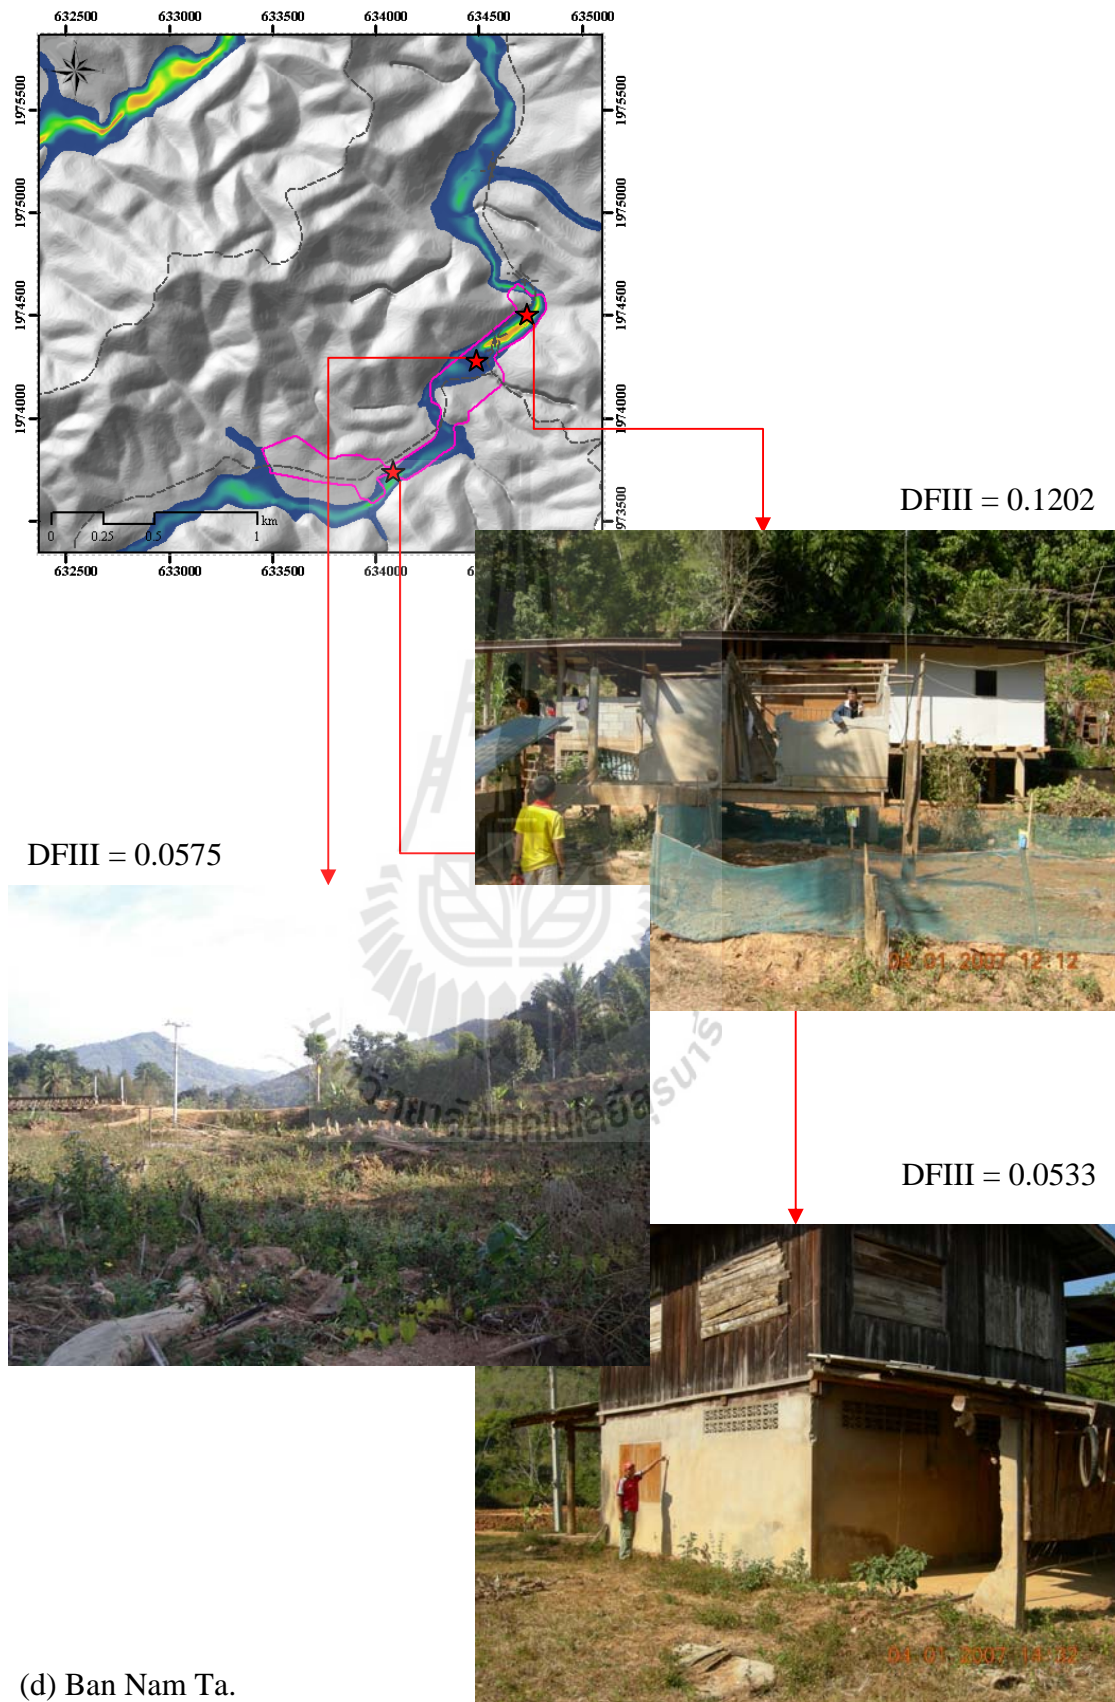 632500 633000 633500 634000 634500 635000
1975500 1975500
1975000 1975000
1974500 1974500
1974000 1974000
1973500
km
0 0.25 0.5 1
632500 633000 633500 634000
DFIII = 0.1202
04 01 2007 12:12
DFIII = 0.0575
DFIII = 0.0533
04 01 2007 14:32
(d) Ban Nam Ta.